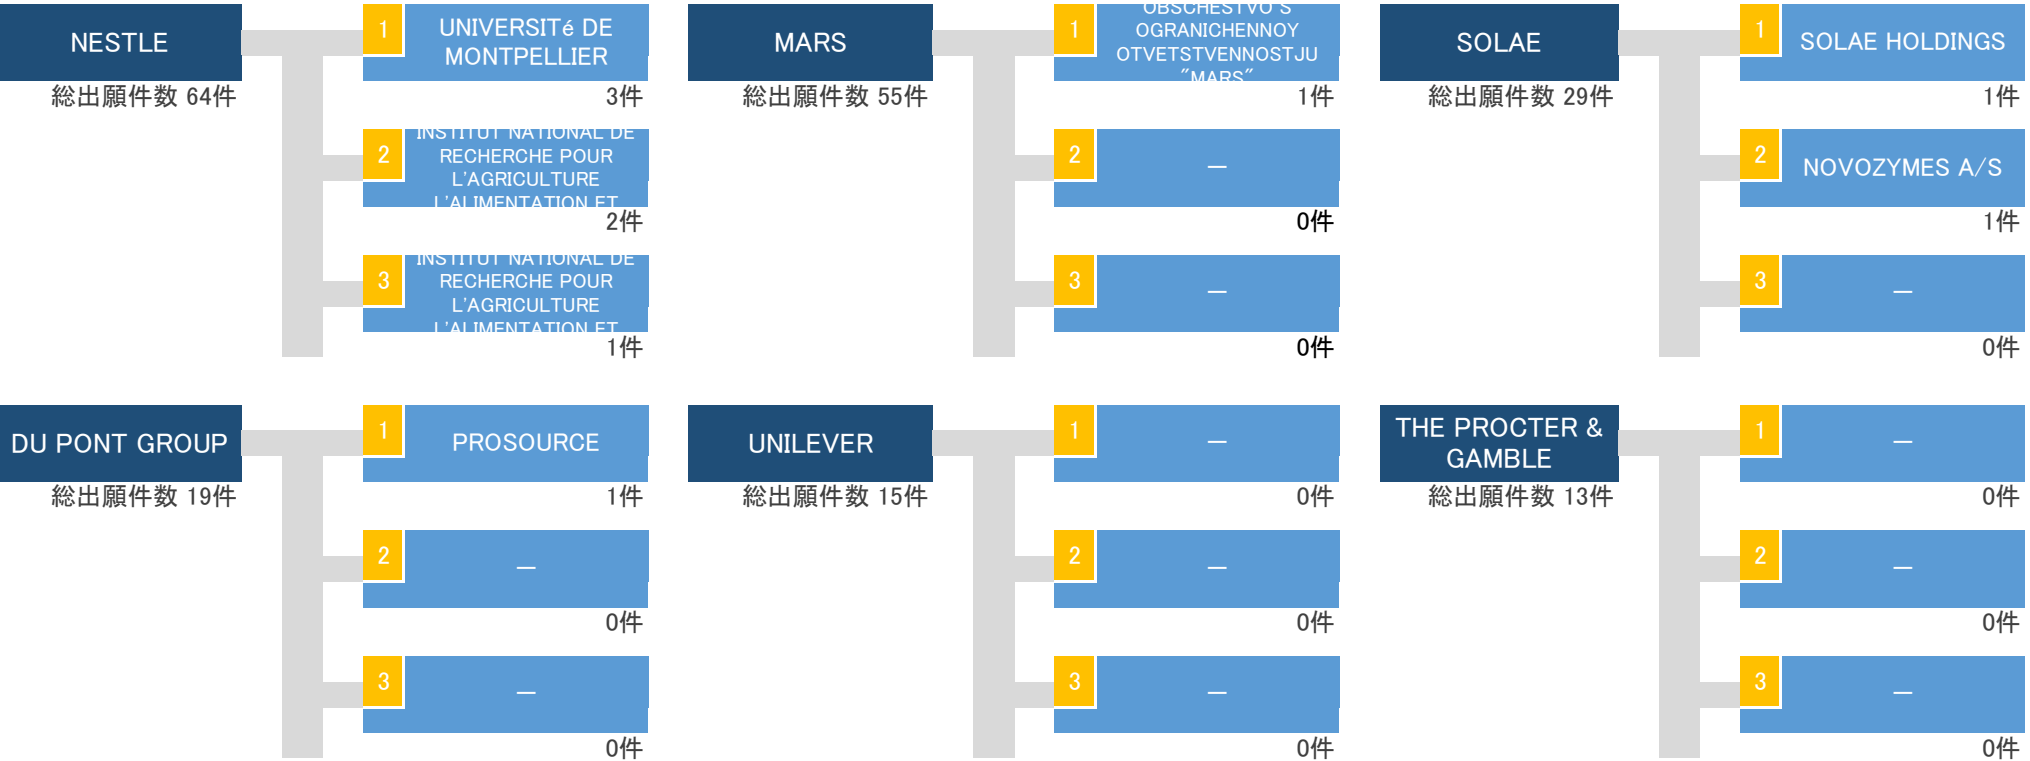 NESTLE
総出願件数 64件
1
UNIVERSITé DE
MONTPELLIER
3件
2
INSTITUT NATIONAL DE
RECHERCHE POUR
L'AGRICULTURE
L'ALIMENTATION ET
2件
3
INSTITUT NATIONAL DE
RECHERCHE POUR
L'AGRICULTURE
L'ALIMENTATION ET
1件
MARS
総出願件数 55件
1
OBSCHESTVO S
OGRANICHENNOY
OTVETSTVENNOSTJU
"MARS"
1件
2
—
0件
3
—
0件
SOLAE
総出願件数 29件
1
SOLAE HOLDINGS
1件
2
NOVOZYMES A/S
1件
3
—
0件
DU PONT GROUP
総出願件数 19件
1
PROSOURCE
1件
2
—
0件
3
—
0件
UNILEVER
総出願件数 15件
1
—
0件
2
—
0件
3
—
0件
THE PROCTER &
GAMBLE
総出願件数 13件
1
—
0件
2
—
0件
3
—
0件